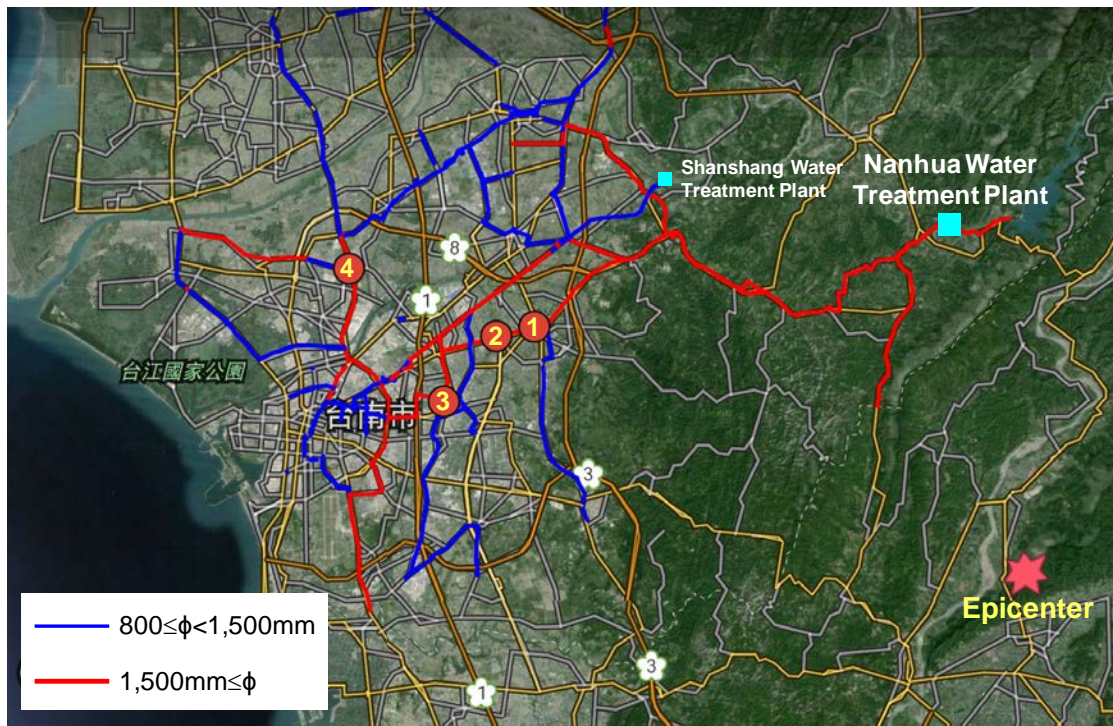 Shanshang Water
Treatment Plant
Nanhua Water
Treatment Plant
8
4
1
1
2
台江國家公園
3
台南市
3
Epicenter
800≤ϕ<1,500mm
1,500mm≤ϕ
3
1